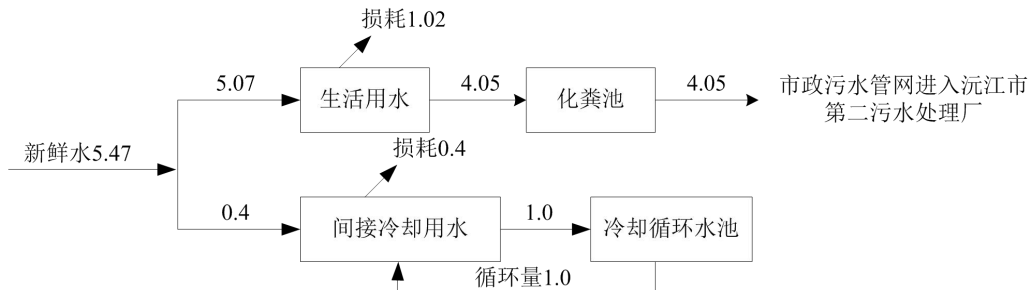 损耗1.02
5.07
生活用水
4.05
化粪池
4.05
市政污水管网进入沅江市
第二污水处理厂
新鲜水5.47
损耗0.4
0.4
间接冷却用水
1.0
冷却循环水池
循环量1.0